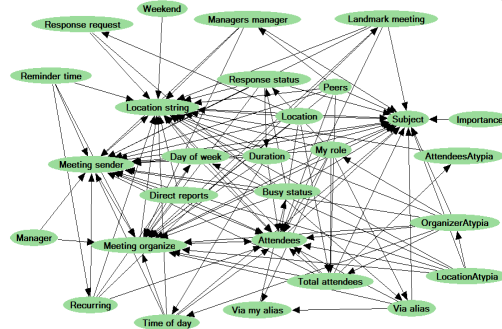 Weekend
Response request
Managers manager
Landmark meeting
Reminder time
Response status
Peers
Location string
Location
Subject
Importance
Meeting sender
Day of week
Duration
My role
AttendeesAtypia
Direct reports
Busy status
OrganizerAtypia
Manager
Meeting organize
Attendees
Total attendees
LocationAtypia
Recurring
Time of day
Via my alias
Via alias